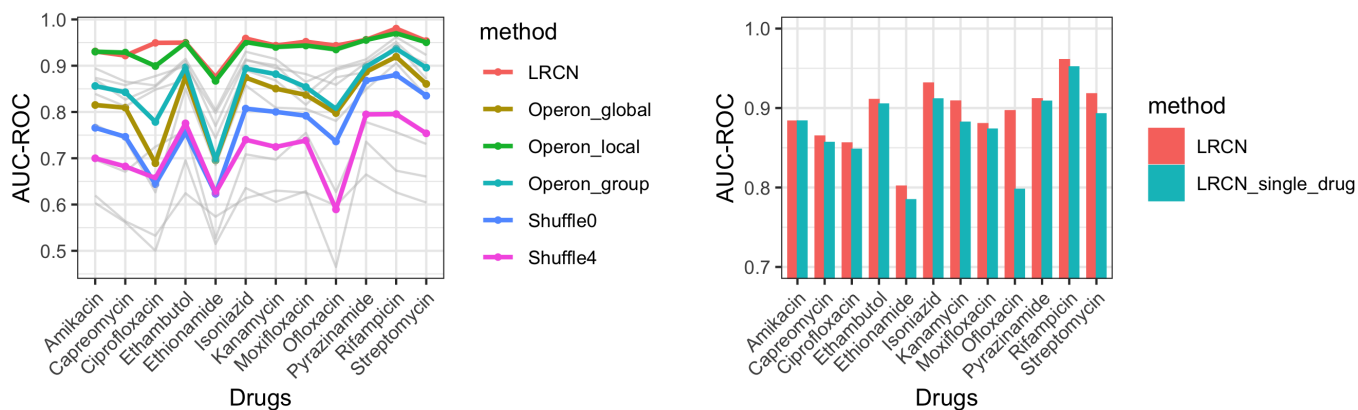 1.0
0.9
0.8
0.7
0.6
0.5
AUC-ROC
Amikacin
Capreomycin
Ciprofloxacin
Ethambutol
Ethionamide
Isoniazid
Kanamycin
Moxifloxacin
Ofloxacin
Pyrazinamide
Rifampicin
Streptomycin
Drugs
method
LRCN
Operon_global
Operon_local
Operon_group
Shuffle0
Shuffle4
1.0
0.9
0.8
0.7
AUC-ROC
Amikacin
Capreomycin
Ciprofloxacin
Ethambutol
Ethionamide
Isoniazid
Kanamycin
Moxifloxacin
Ofloxacin
Pyrazinamide
Rifampicin
Streptomycin
Drugs
method
LRCN
LRCN_single_drug